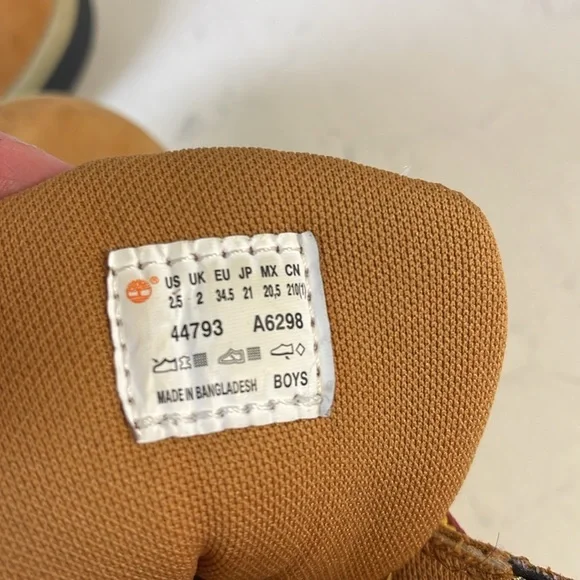 US UK EU JP MX CN
2.5 2 34.5 21 20,5 210(1)
44793 A6298
MADE IN BANGLADESH BOYS